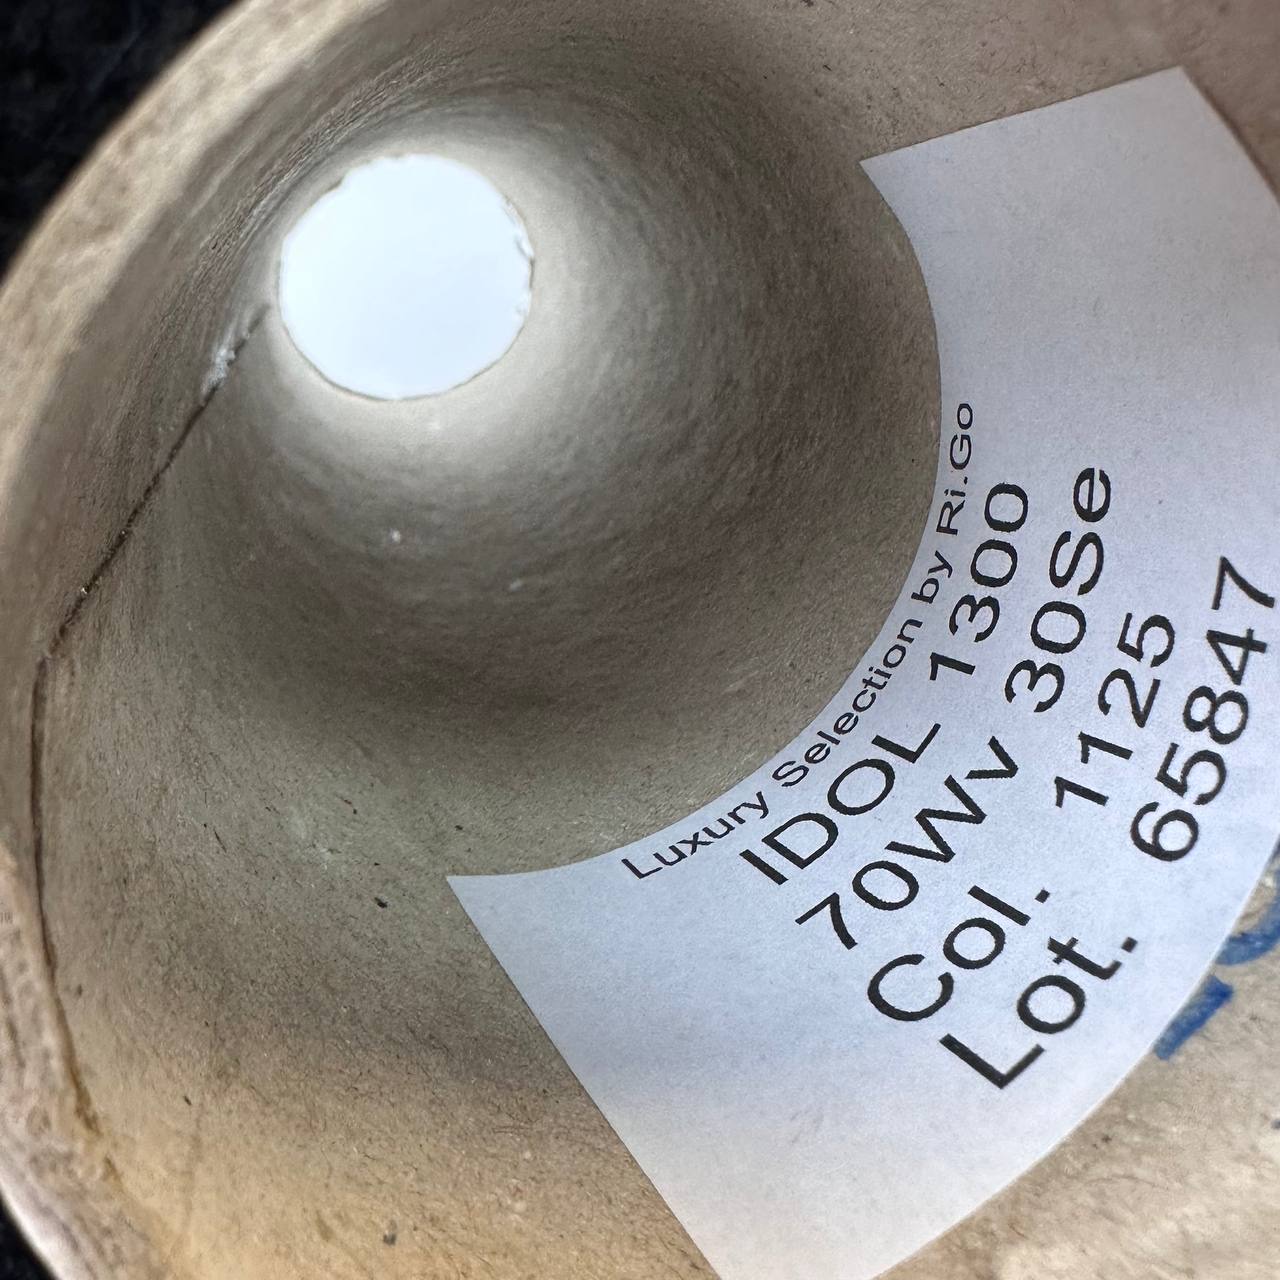 Luxury Selection by Ri.Go
IDOL 1300
70Wv 30Se
Col. 1125
Lot. 65847